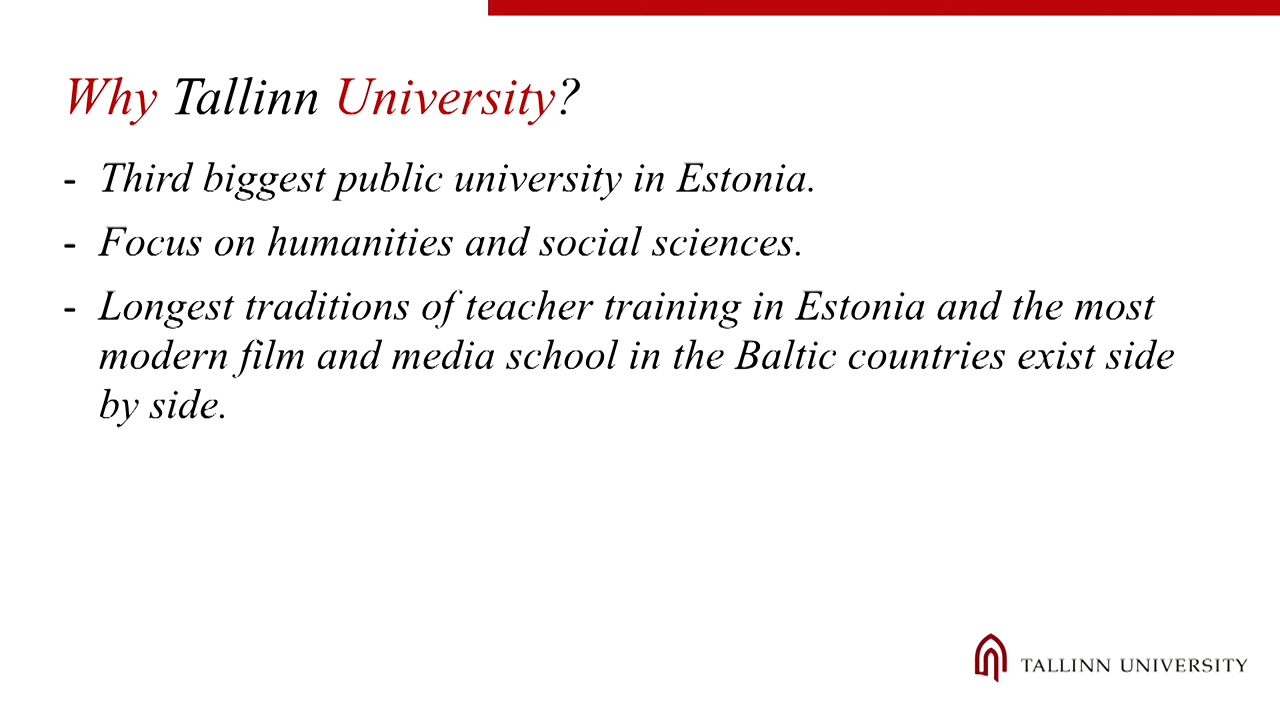 Why Tallinn University?
- Third biggest public university in Estonia.
- Focus on humanities and social sciences.
- Longest traditions of teacher training in Estonia and the most
modern film and media school in the Baltic countries exist side
by side.
TALLINN UNIVERSITY